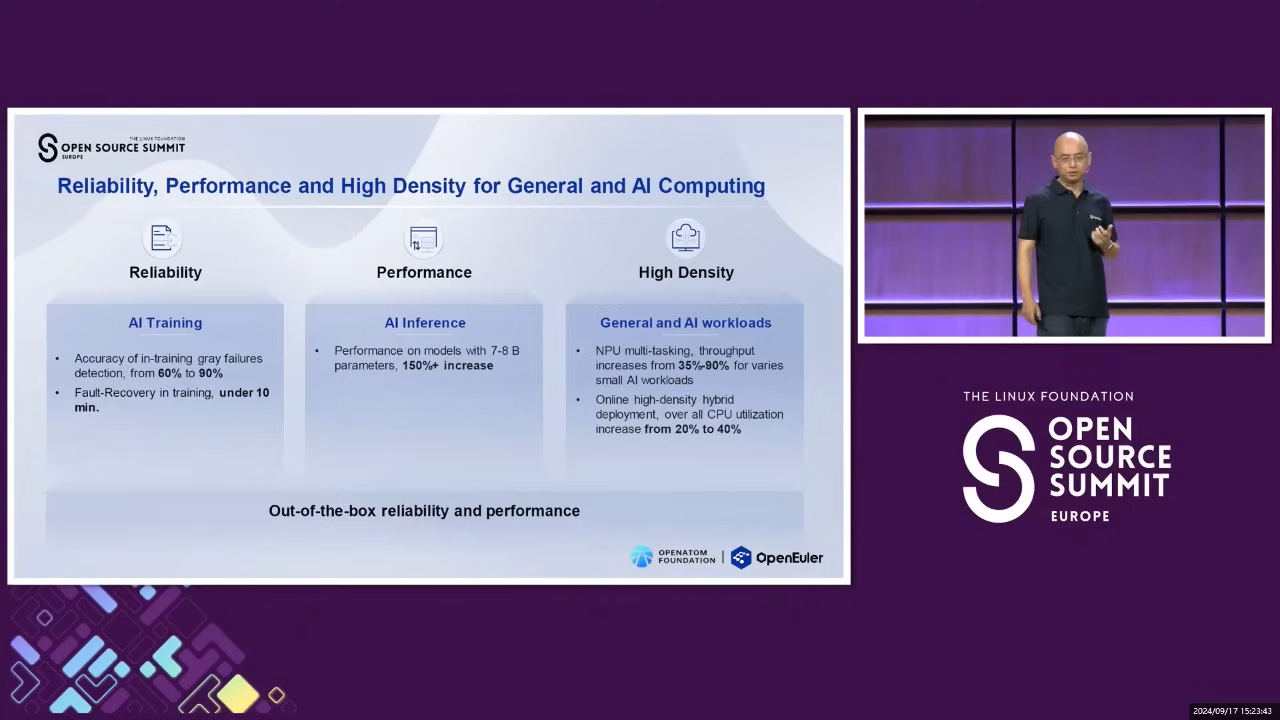 THE LINUX FOUNDATION
OPEN SOURCE SUMMIT
EUROPE
Reliability, Performance and High Density for General and AI Computing
Reliability
AI Training
• Accuracy of in-training gray failures
detection, from 60% to 90%
• Fault-Recovery in training, under 10
min.
Performance
AI Inference
• Performance on models with 7-8 B
parameters, 150%+ increase
High Density
General and AI workloads
• NPU multi-tasking, throughput
increases from 35%-90% for varies
small AI workloads
• Online high-density hybrid
deployment, over all CPU utilization
increase from 20% to 40%
Out-of-the-box reliability and performance
OPENATOM
FOUNDATION
OpenEuler
THE LINUX FOUNDATION
OPEN
SOURCE
SUMMIT
EUROPE
2024/09/17 15:23:43